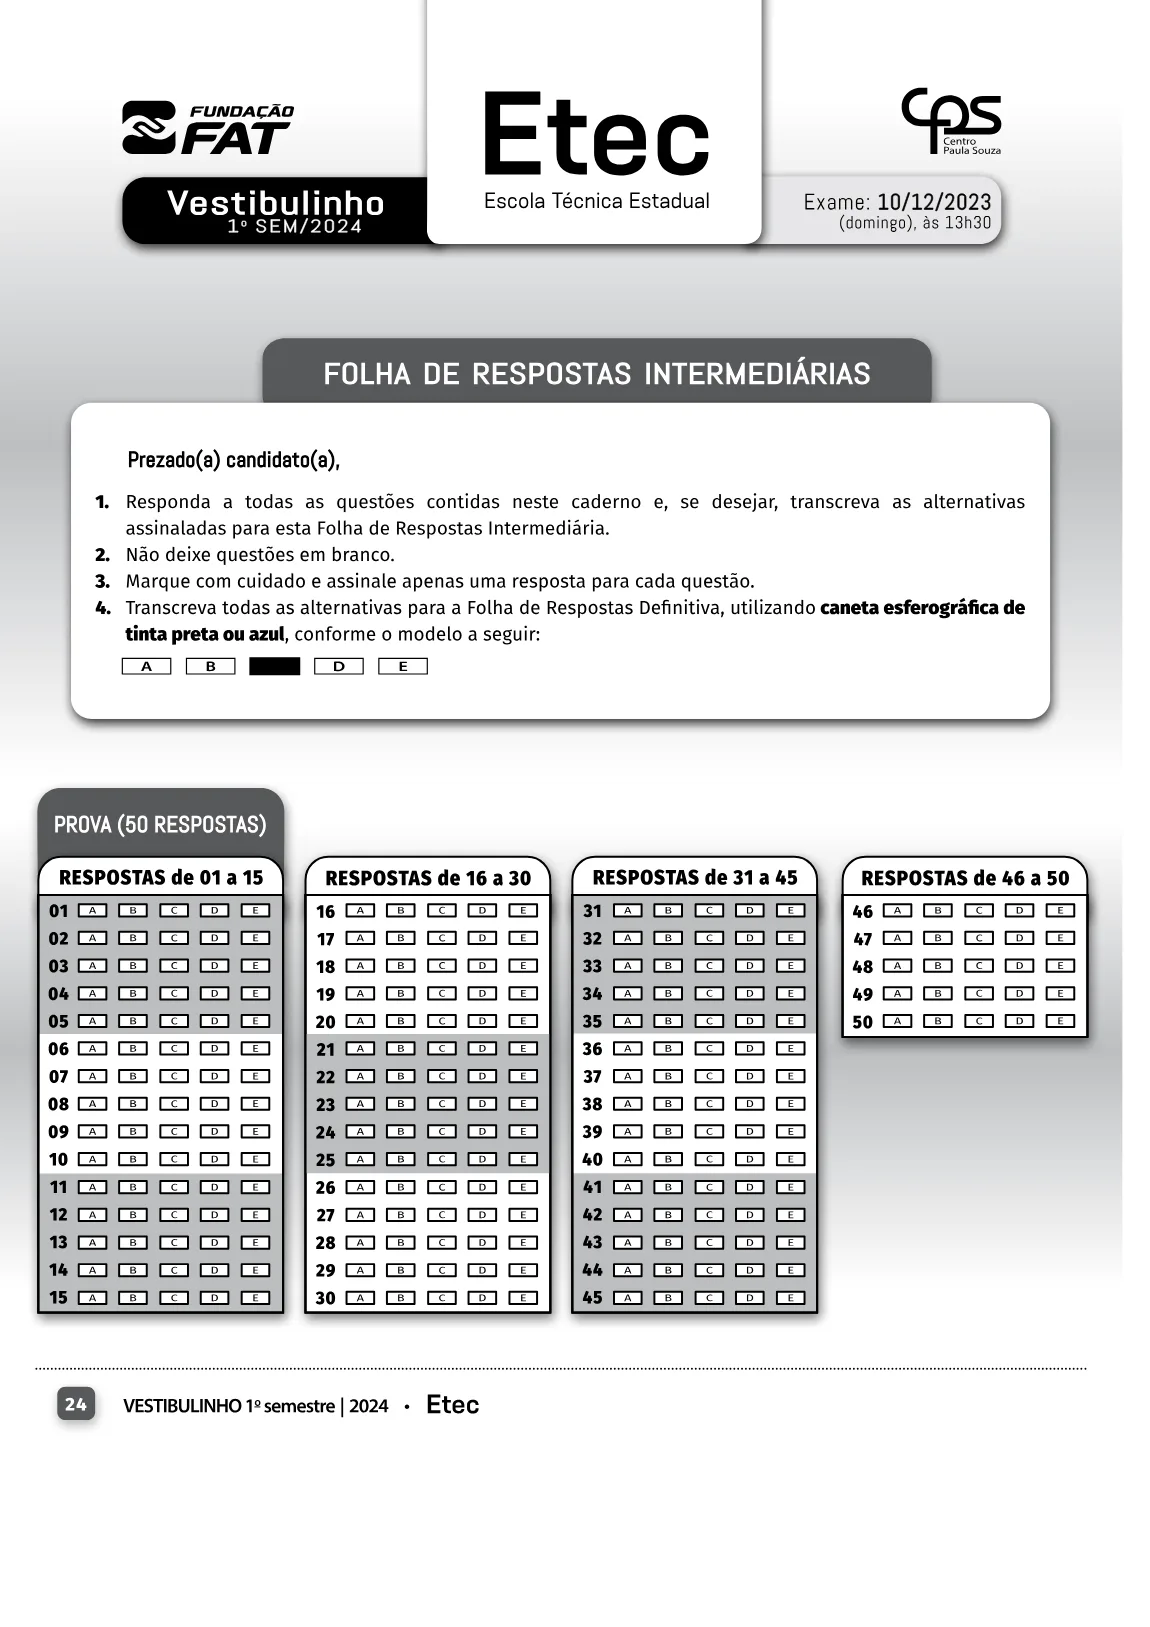 FUNDAÇÃO
FAT
Etec
Escola Técnica Estadual
CPS
Centro
Paula Souza
Vestibulinho
1º SEM/2024
Exame: 10/12/2023
(domingo), às 13h30
FOLHA DE RESPOSTAS INTERMEDIÁRIAS
Prezado(a) candidato(a),
1. Responda a todas as questões contidas neste caderno e, se desejar, transcreva as alternativas
assinaladas para esta Folha de Respostas Intermediária.
2. Não deixe questões em branco.
3. Marque com cuidado e assinale apenas uma resposta para cada questão.
4. Transcreva todas as alternativas para a Folha de Respostas Definitiva, utilizando caneta esferográfica de
tinta preta ou azul, conforme o modelo a seguir:
A B D E
PROVA (50 RESPOSTAS)
RESPOSTAS de 01 a 15
01 A B C D E
02 A B C D E
03 A B C D E
04 A B C D E
05 A B C D E
06 A B C D E
07 A B C D E
08 A B C D E
09 A B C D E
10 A B C D E
11 A B C D E
12 A B C D E
13 A B C D E
14 A B C D E
15 A B C D E
RESPOSTAS de 16 a 30
16 A B C D E
17 A B C D E
18 A B C D E
19 A B C D E
20 A B C D E
21 A B C D E
22 A B C D E
23 A B C D E
24 A B C D E
25 A B C D E
26 A B C D E
27 A B C D E
28 A B C D E
29 A B C D E
30 A B C D E
RESPOSTAS de 31 a 45
31 A B C D E
32 A B C D E
33 A B C D E
34 A B C D E
35 A B C D E
36 A B C D E
37 A B C D E
38 A B C D E
39 A B C D E
40 A B C D E
41 A B C D E
42 A B C D E
43 A B C D E
44 A B C D E
45 A B C D E
RESPOSTAS de 46 a 50
46 A B C D E
47 A B C D E
48 A B C D E
49 A B C D E
50 A B C D E
24 VESTIBULINHO 1º semestre | 2024 • Etec